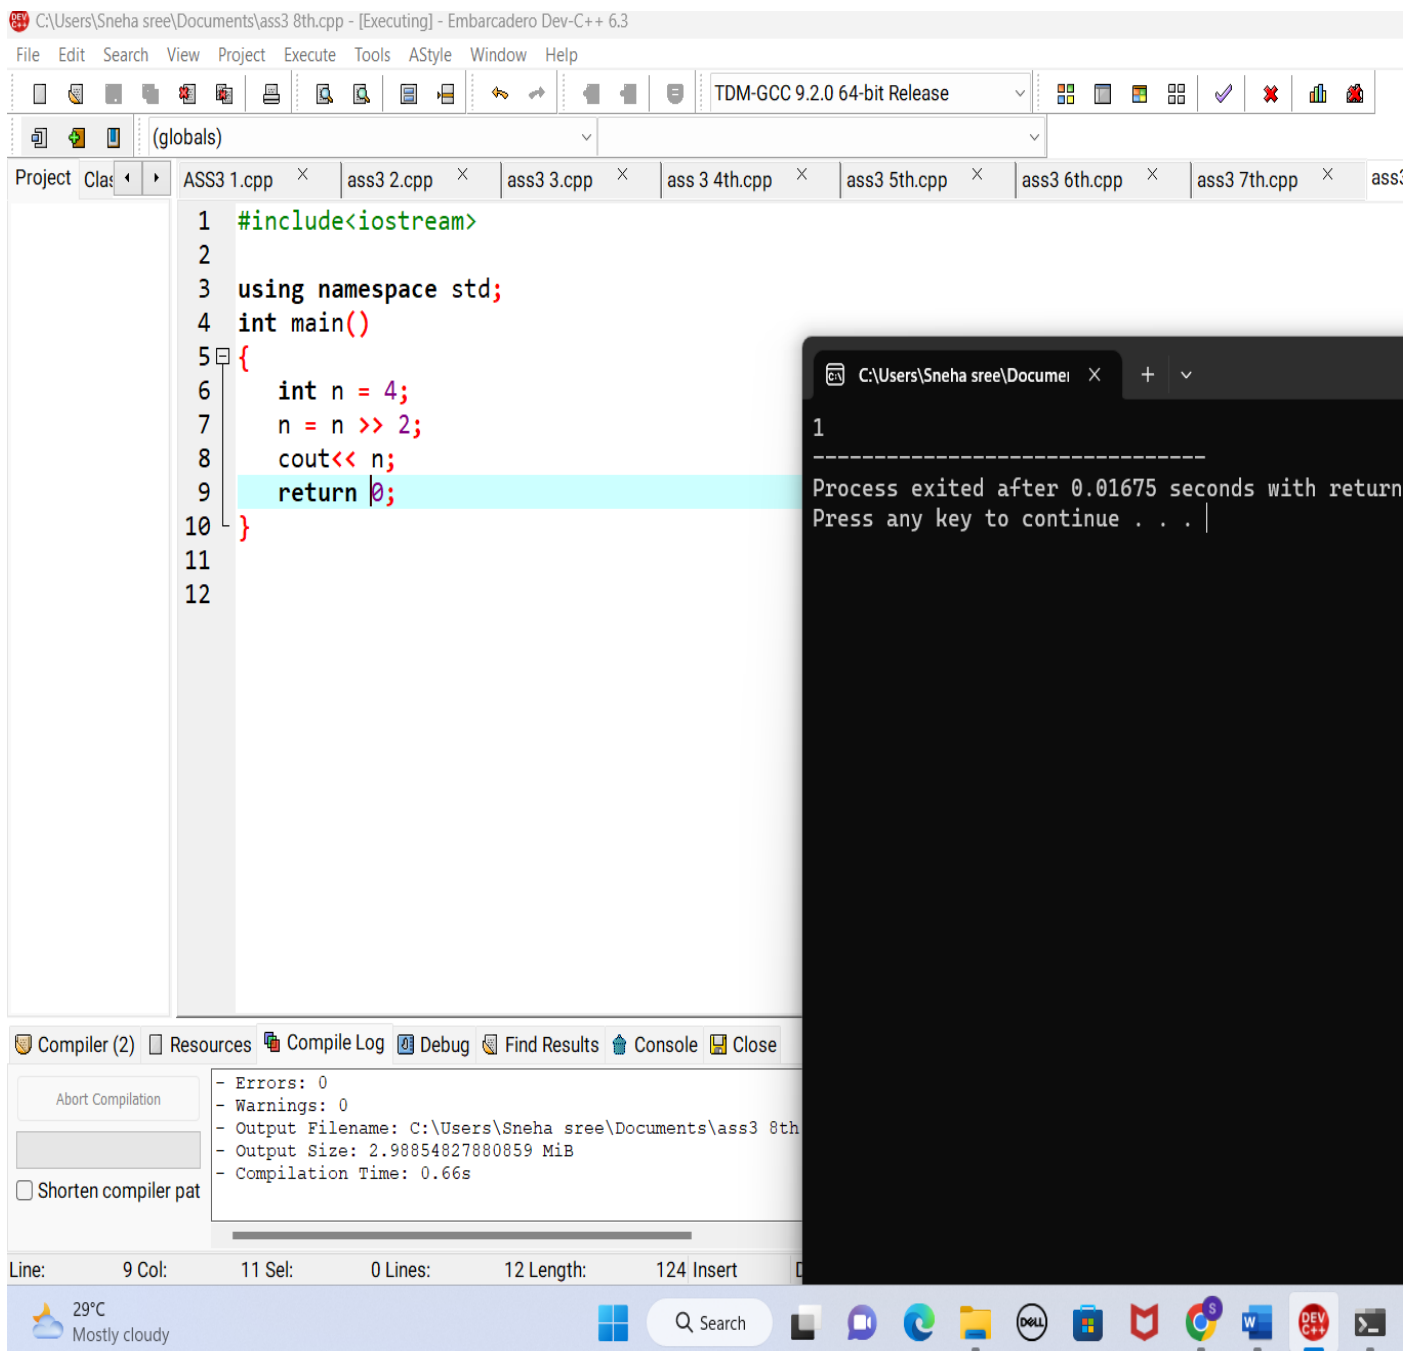 C:\Users\Sneha sree\Documents\ass3 8th.cpp - [Executing] - Embarcadero Dev-C++ 6.3
File Edit Search View Project Execute Tools AStyle Window Help
TDM-GCC 9.2.0 64-bit Release
(globals)
Project Clas ASS3 1.cpp ass3 2.cpp ass3 3.cpp ass 3 4th.cpp ass3 5th.cpp ass3 6th.cpp ass3 7th.cpp ass3
1 #include<iostream>
2
3 using namespace std;
4 int main()
5 {
6 int n = 4;
7 n = n >> 2;
8 cout<< n;
9 return 0;
10 }
11
12
C:\Users\Sneha sree\Documer
1
--------------------------------
Process exited after 0.01675 seconds with return
Press any key to continue . . .
Compiler (2) Resources Compile Log Debug Find Results Console Close
Abort Compilation
Shorten compiler pat
- Errors: 0
- Warnings: 0
- Output Filename: C:\Users\Sneha sree\Documents\ass3 8th
- Output Size: 2.98854827880859 MiB
- Compilation Time: 0.66s
Line: 9 Col: 11 Sel: 0 Lines: 12 Length: 124 Insert
29°C
Mostly cloudy
Search
DELL
S
W
DEV C++